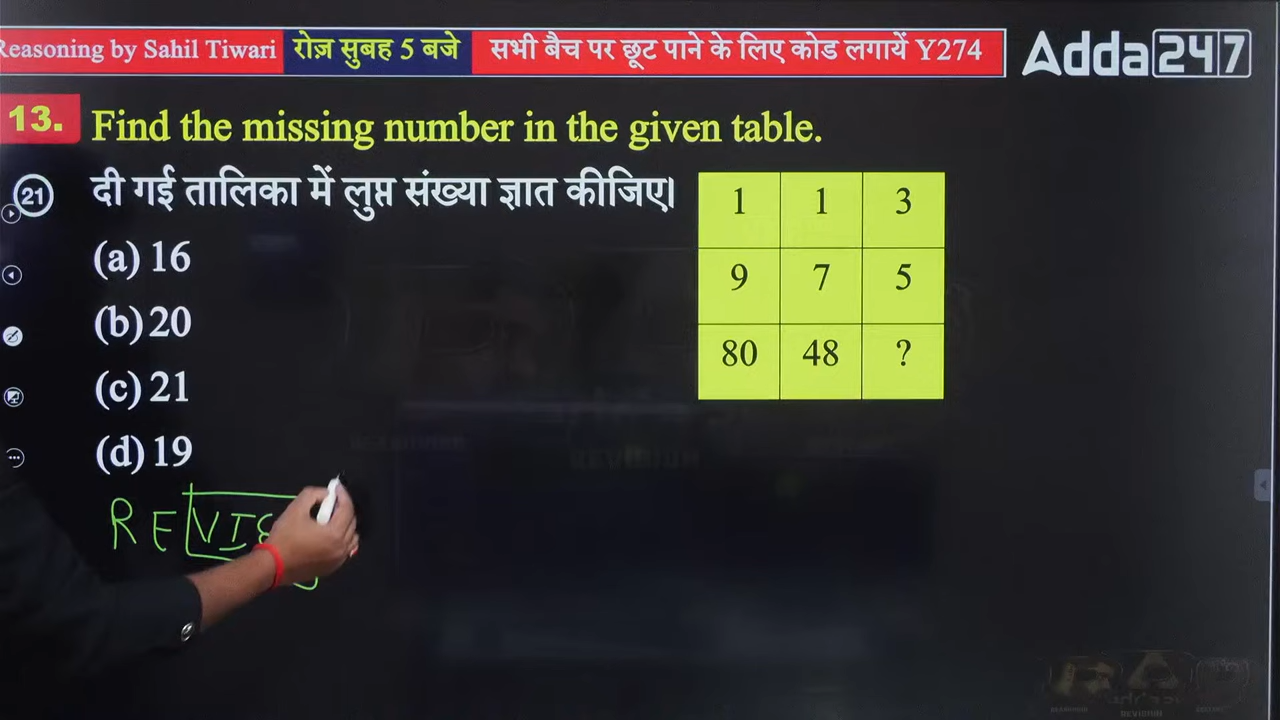 Reasoning by Sahil Tiwari रोज़ सुबह 5 बजे सभी बैच पर छूट पाने के लिए कोड लगायें Y274 Adda247
13. Find the missing number in the given table.
21 दी गई तालिका में लुप्त संख्या ज्ञात कीजिए।
(a) 16
(b) 20
(c) 21
(d) 19
1 1 3
9 7 5
80 48 ?
REVIE